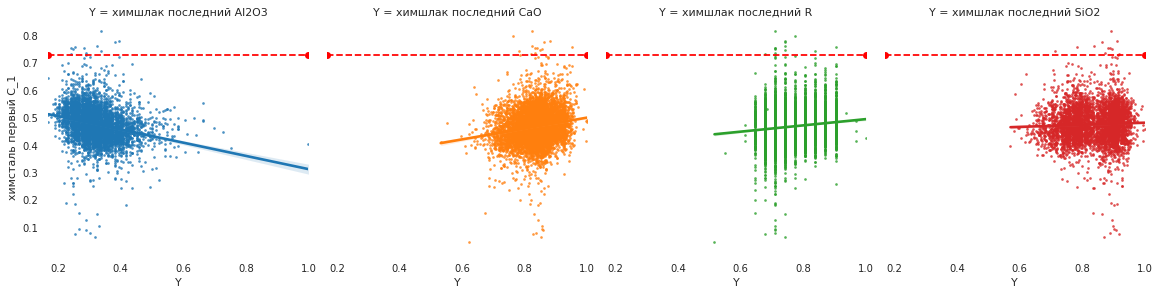 Y = химшлак последний Al2O3
Y = химшлак последний CaO
Y = химшлак последний R
Y = химшлак последний SiO2
химсталь первый C_1
0.8
0.7
0.6
0.5
0.4
0.3
0.2
0.1
0.2 0.4 0.6 0.8 1.0
0.2 0.4 0.6 0.8 1.0
0.2 0.4 0.6 0.8 1.0
0.2 0.4 0.6 0.8 1.0
Y
Y
Y
Y